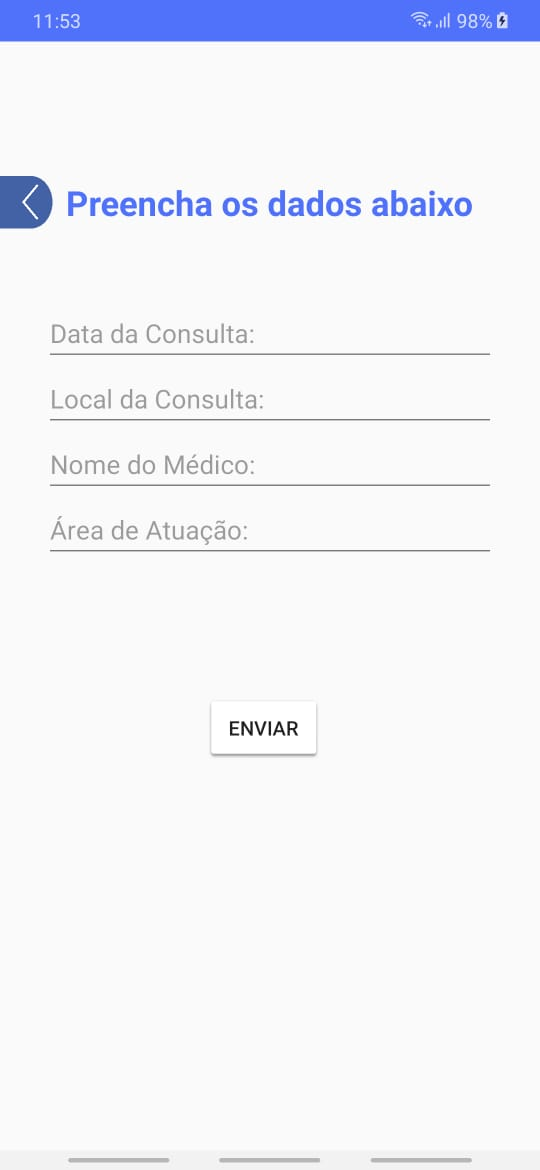 11:53
98%
Preencha os dados abaixo
Data da Consulta:
Local da Consulta:
Nome do Médico:
Área de Atuação:
ENVIAR